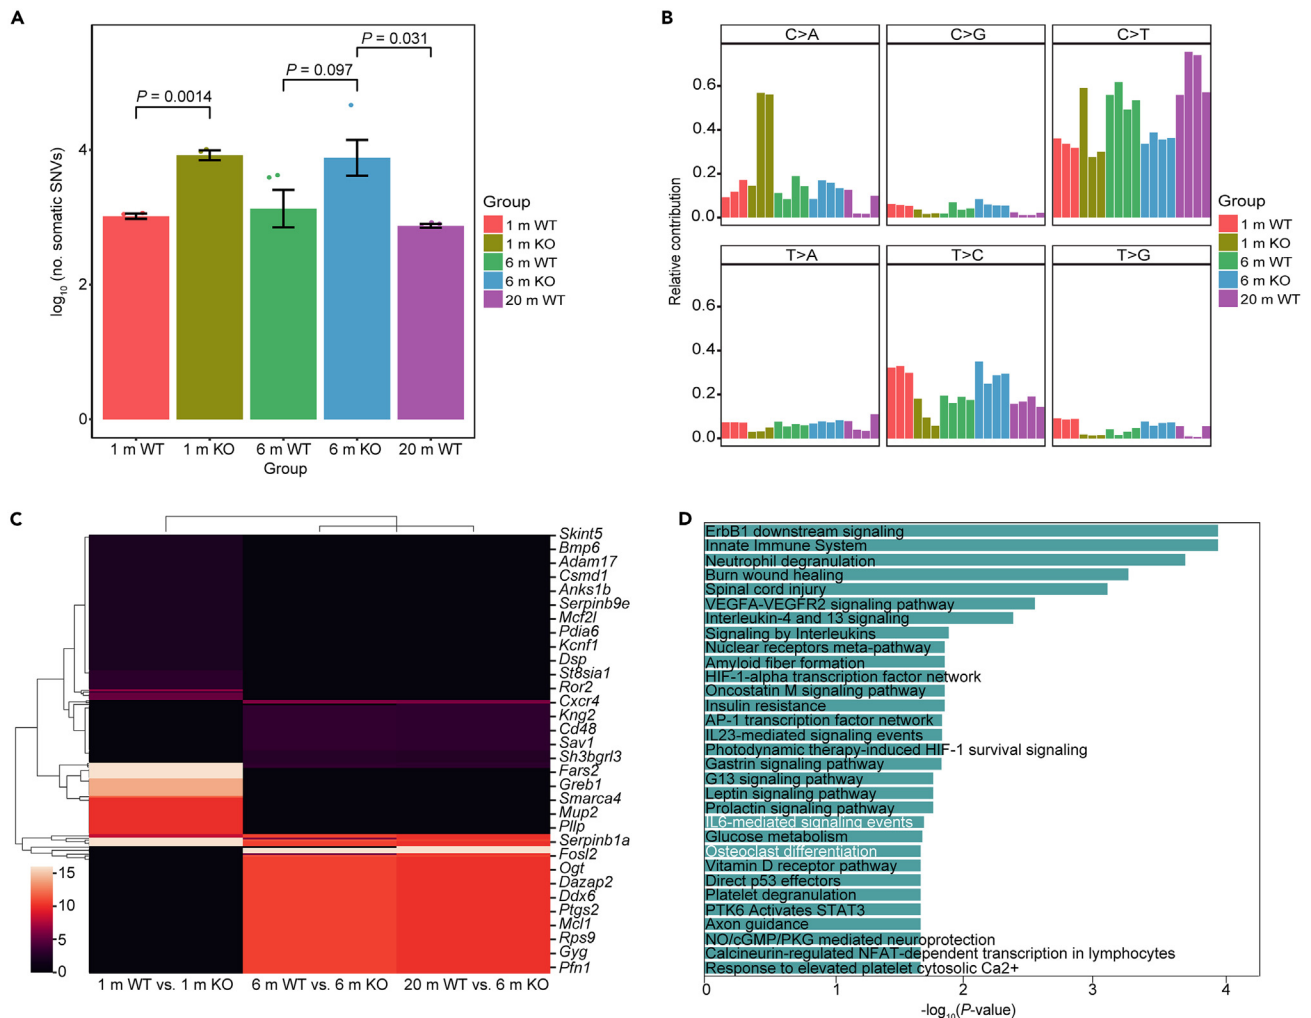 A
P = 0.0014
P = 0.097
P = 0.031
log10 (no. somatic SNVs)
4
2
0
1 m WT
1 m KO
6 m WT
6 m KO
20 m WT
Group
Group
1 m WT
1 m KO
6 m WT
6 m KO
20 m WT
B
C>A
C>G
C>T
T>A
T>C
T>G
Relative contribution
0.6
0.4
0.2
0.0
0.6
0.4
0.2
0.0
Group
1 m WT
1 m KO
6 m WT
6 m KO
20 m WT
C
Skint5
Bmp6
Adam17
Csmd1
Anks1b
Serpinb9e
Mcf2l
Pdia6
Kcnf1
Dsp
St8sia1
Ror2
Cxcr4
Kng2
Cd48
Sav1
Sh3bgrl3
Fars2
Greb1
Smarca4
Mup2
Pllp
Serpinb1a
Fosl2
Ogt
Dazap2
Ddx6
Ptgs2
Mcl1
Rps9
Gyg
Pfn1
15
10
5
0
1 m WT vs. 1 m KO
6 m WT vs. 6 m KO
20 m WT vs. 6 m KO
D
ErbB1 downstream signaling
Innate Immune System
Neutrophil degranulation
Burn wound healing
Spinal cord injury
VEGFA-VEGFR2 signaling pathway
Interleukin-4 and 13 signaling
Signaling by Interleukins
Nuclear receptors meta-pathway
Amyloid fiber formation
HIF-1-alpha transcription factor network
Oncostatin M signaling pathway
Insulin resistance
AP-1 transcription factor network
IL23-mediated signaling events
Photodynamic therapy-induced HIF-1 survival signaling
Gastrin signaling pathway
G13 signaling pathway
Leptin signaling pathway
Prolactin signaling pathway
IL6-mediated signaling events
Glucose metabolism
Osteoclast differentiation
Vitamin D receptor pathway
Direct p53 effectors
Platelet degranulation
PTK6 Activates STAT3
Axon guidance
NO/cGMP/PKG mediated neuroprotection
Calcineurin-regulated NFAT-dependent transcription in lymphocytes
Response to elevated platelet cytosolic Ca2+
0
1
2
3
4
-log10(P-value)